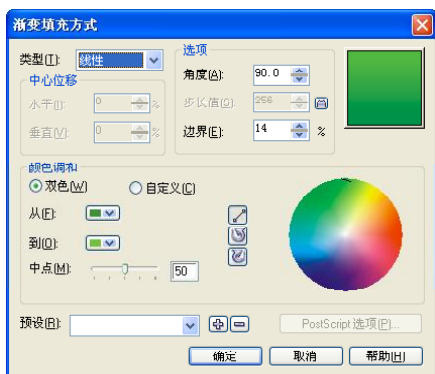 渐变填充方式
类型(T): 线性
选项
角度(A): 90.0
中心位移
水平(I): 0 %
步长值(O): 256
垂直(V): 0 %
边界(E): 14 %
颜色调和
双色(W) 自定义(C)
从(F):
到(O):
中点(M): 50
预设(R): PostScript 选项(P)...
确定 取消 帮助(H)